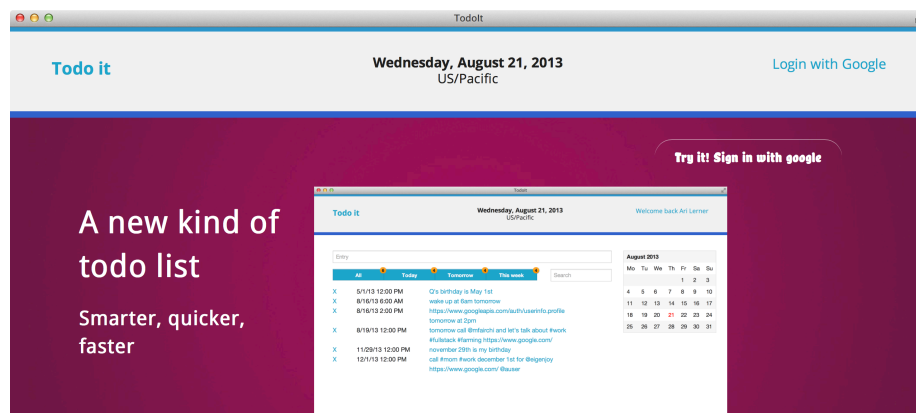 TodoIt
Todo it
Wednesday, August 21, 2013
US/Pacific
Login with Google
Try it! Sign in with google
A new kind of
todo list
Smarter, quicker,
faster
TodoIt
Todo it
Wednesday, August 21, 2013
US/Pacific
Welcome back Ari Lerner
Entry
All Today Tomorrow This week
Search
X 5/1/13 12:00 PM Q's birthday is May 1st
X 8/16/13 6:00 AM wake up at 6am tomorrow
X 8/16/13 2:00 PM https://www.googleapis.com/auth/userinfo.profile
tomorrow at 2pm
X 8/19/13 12:00 PM tomorrow call @mfairchi and let's talk about #work
#fullstack #farming https://www.google.com/
X 11/29/13 12:00 PM november 29th is my birthday
X 12/1/13 12:00 PM call #mom #work december 1st for @eigenjoy
https://www.google.com/ @auser
August 2013
Mo Tu We Th Fr Sa Su
1 2 3
4 5 6 7 8 9 10
11 12 13 14 15 16 17
18 19 20 21 22 23 24
25 26 27 28 29 30 31